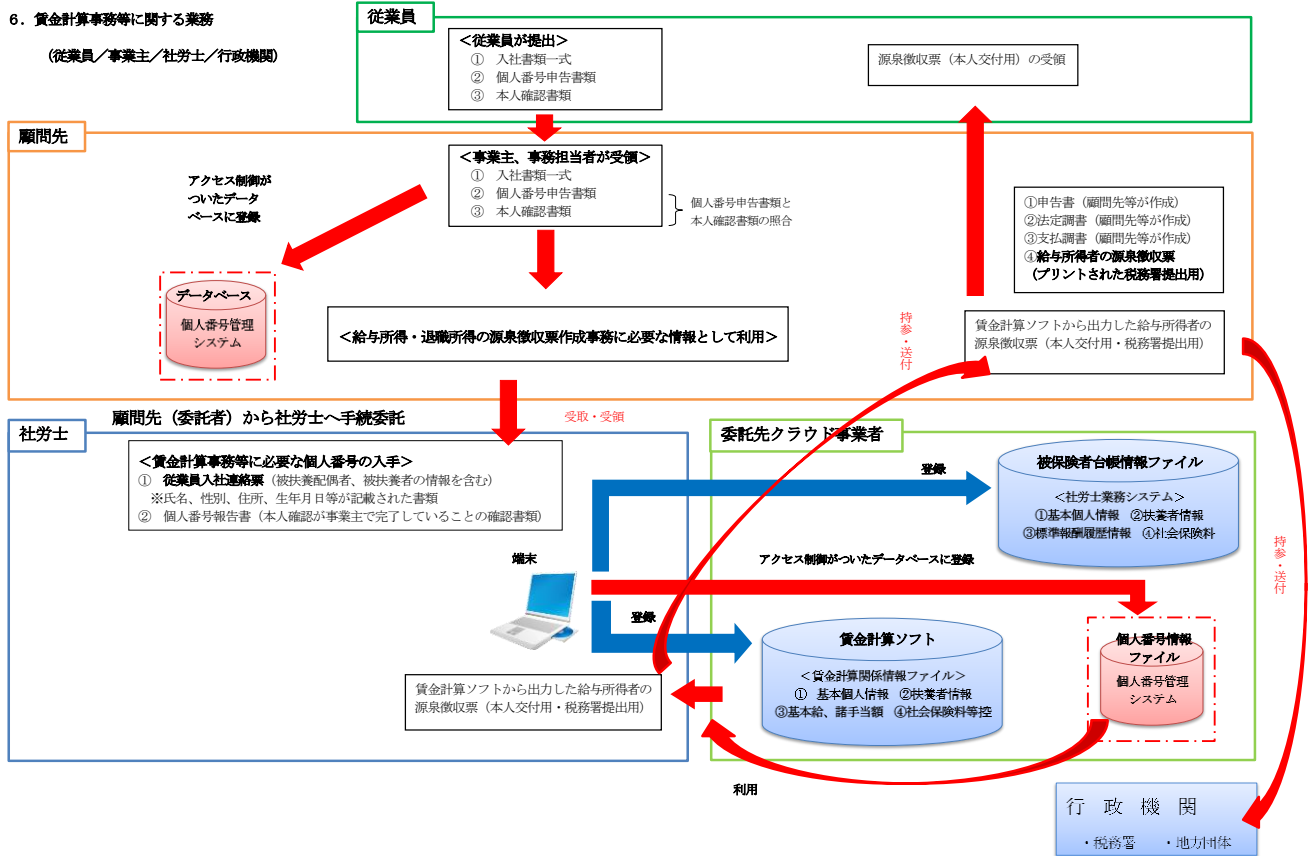 6．賃金計算事務等に関する業務
（従業員／事業主／社労士／行政機関）
従業員
＜従業員が提出＞
①　入社書類一式
②　個人番号申告書類
③　本人確認書類
源泉徴収票（本人交付用）の受領
顧問先
＜事業主、事務担当者が受領＞
①　入社書類一式
②　個人番号申告書類
③　本人確認書類
個人番号申告書類と
本人確認書類の照合
アクセス制御が
ついたデータ
ベースに登録
データベース
個人番号管理
システム
＜給与所得・退職所得の源泉徴収票作成事務に必要な情報として利用＞
①申告書（顧問先等が作成）
②法定調書（顧問先等が作成）
③支払調書（顧問先等が作成）
④給与所得者の源泉徴収票
（プリントされた税務署提出用）
持参・送付
賃金計算ソフトから出力した給与所得者の
源泉徴収票（本人交付用・税務署提出用）
顧問先（委託者）から社労士へ手続委託
受取・受領
社労士
＜賃金計算事務等に必要な個人番号の入手＞
①　従業員入社連絡票（被扶養配偶者、被扶養者の情報を含む）
※氏名、性別、住所、生年月日等が記載された書類
②　個人番号報告書（本人確認が事業主で完了していることの確認書類）
端末
委託先クラウド事業者
登録
被保険者台帳情報ファイル
＜社労士業務システム＞
①基本個人情報　②扶養者情報
③標準報酬履歴情報　④社会保険料
アクセス制御がついたデータベースに登録
登録
賃金計算ソフト
＜賃金計算関係情報ファイル＞
①　基本個人情報　②扶養者情報
③基本給、諸手当額　④社会保険料等控
個人番号情報
ファイル
個人番号管理
システム
賃金計算ソフトから出力した給与所得者の
源泉徴収票（本人交付用・税務署提出用）
利用
持参・送付
行　政　機　関
・税務署　　・地方団体